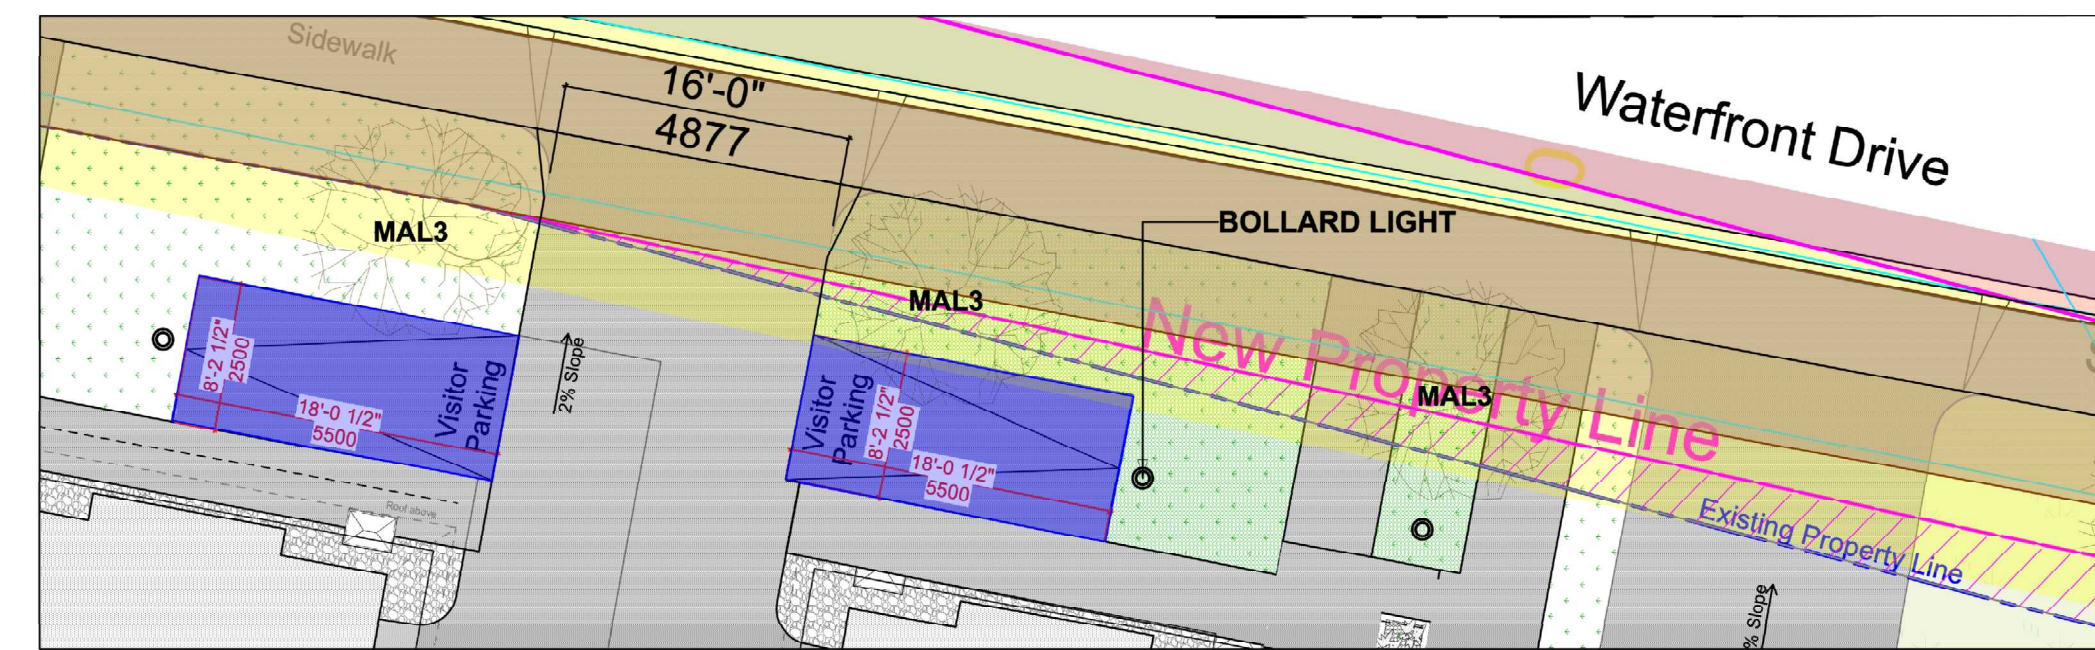 Sidewalk
16'-0"
4877
Waterfront Drive
MAL3
BOLLARD LIGHT
MAL3
New Property Line
MAL3
8'-2 1/2"
2500
18'-0 1/2"
5500
Visitor
Parking
2% Slope
Visitor
Parking
8'-2 1/2"
2500
18'-0 1/2"
5500
Roof above
Existing Property Line
% Slope
S